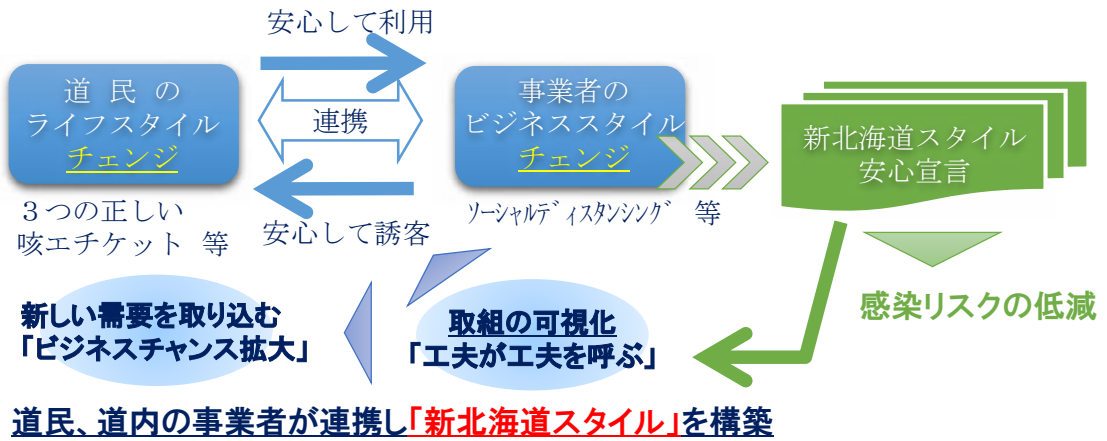 安心して利用
道 民 の
ライフスタイル
チェンジ
連携
事業者の
ビジネススタイル
チェンジ
新北海道スタイル
安心宣言
３つの正しい
咳エチケット 等
安心して誘客
ｿｰｼｬﾙﾃﾞｨｽﾀﾝｼﾝｸﾞ 等
感染リスクの低減
新しい需要を取り込む
「ビジネスチャンス拡大」
取組の可視化
「工夫が工夫を呼ぶ」
道民、道内の事業者が連携し「新北海道スタイル」を構築